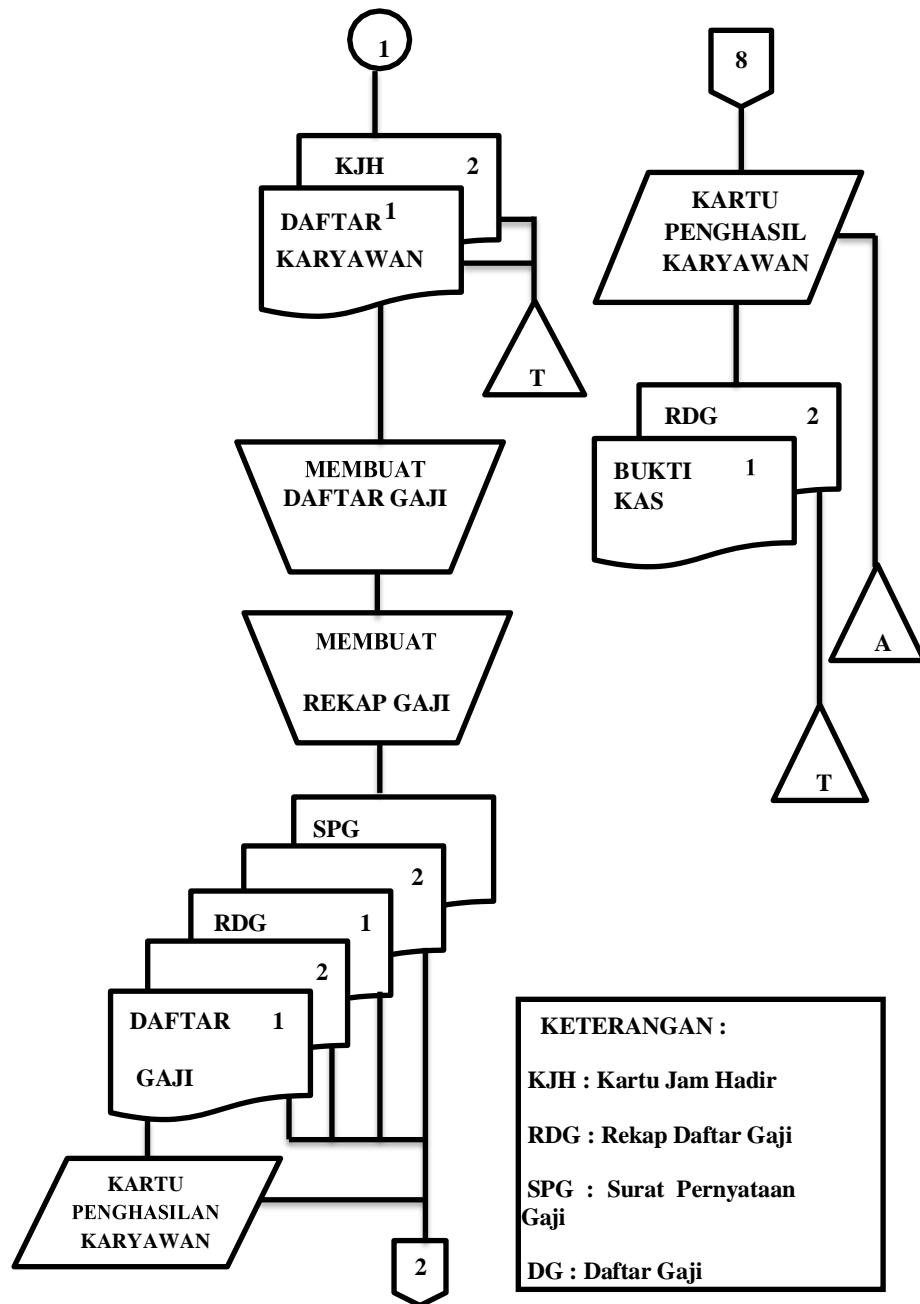 1
KJH 2
DAFTAR 1
KARYAWAN
T
MEMBUAT
DAFTAR GAJI
MEMBUAT
REKAP GAJI
SPG
2
RDG 1
2
DAFTAR 1
GAJI
KARTU
PENGHASILAN
KARYAWAN
2
8
KARTU
PENGHASIL
KARYAWAN
RDG 2
BUKTI 1
KAS
A
T
KETERANGAN :
KJH : Kartu Jam Hadir
RDG : Rekap Daftar Gaji
SPG : Surat Pernyataan
Gaji
DG : Daftar Gaji